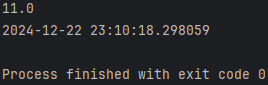 11.0
2024-12-22 23:10:18.298059
Process finished with exit code 0